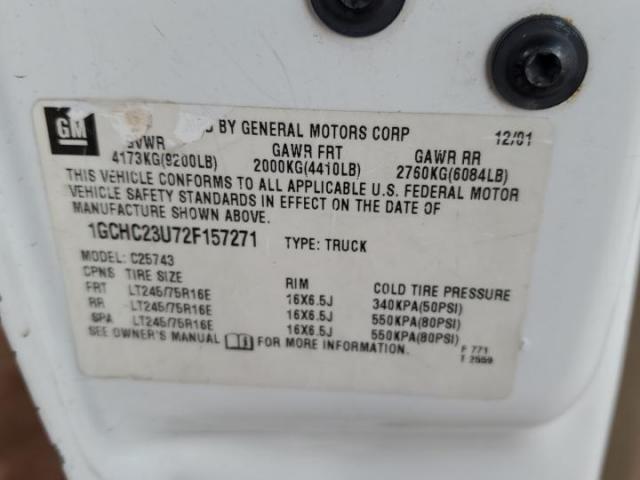 GM
D BY GENERAL MOTORS CORP 12/01
GVWR GAWR FRT GAWR RR
4173KG(9200LB) 2000KG(4410LB) 2760KG(6084LB)
THIS VEHICLE CONFORMS TO ALL APPLICABLE U.S. FEDERAL MOTOR
VEHICLE SAFETY STANDARDS IN EFFECT ON THE DATE OF
MANUFACTURE SHOWN ABOVE.
1GCHC23U72F157271 TYPE: TRUCK
MODEL: C25743
CPNS TIRE SIZE RIM COLD TIRE PRESSURE
FRT LT245/75R16E 16X6.5J 340KPA(50PSI)
RR LT245/75R16E 16X6.5J 550KPA(80PSI)
SPA LT245/75R16E 16X6.5J 550KPA(80PSI)
SEE OWNER'S MANUAL FOR MORE INFORMATION.
F 771
T 2559